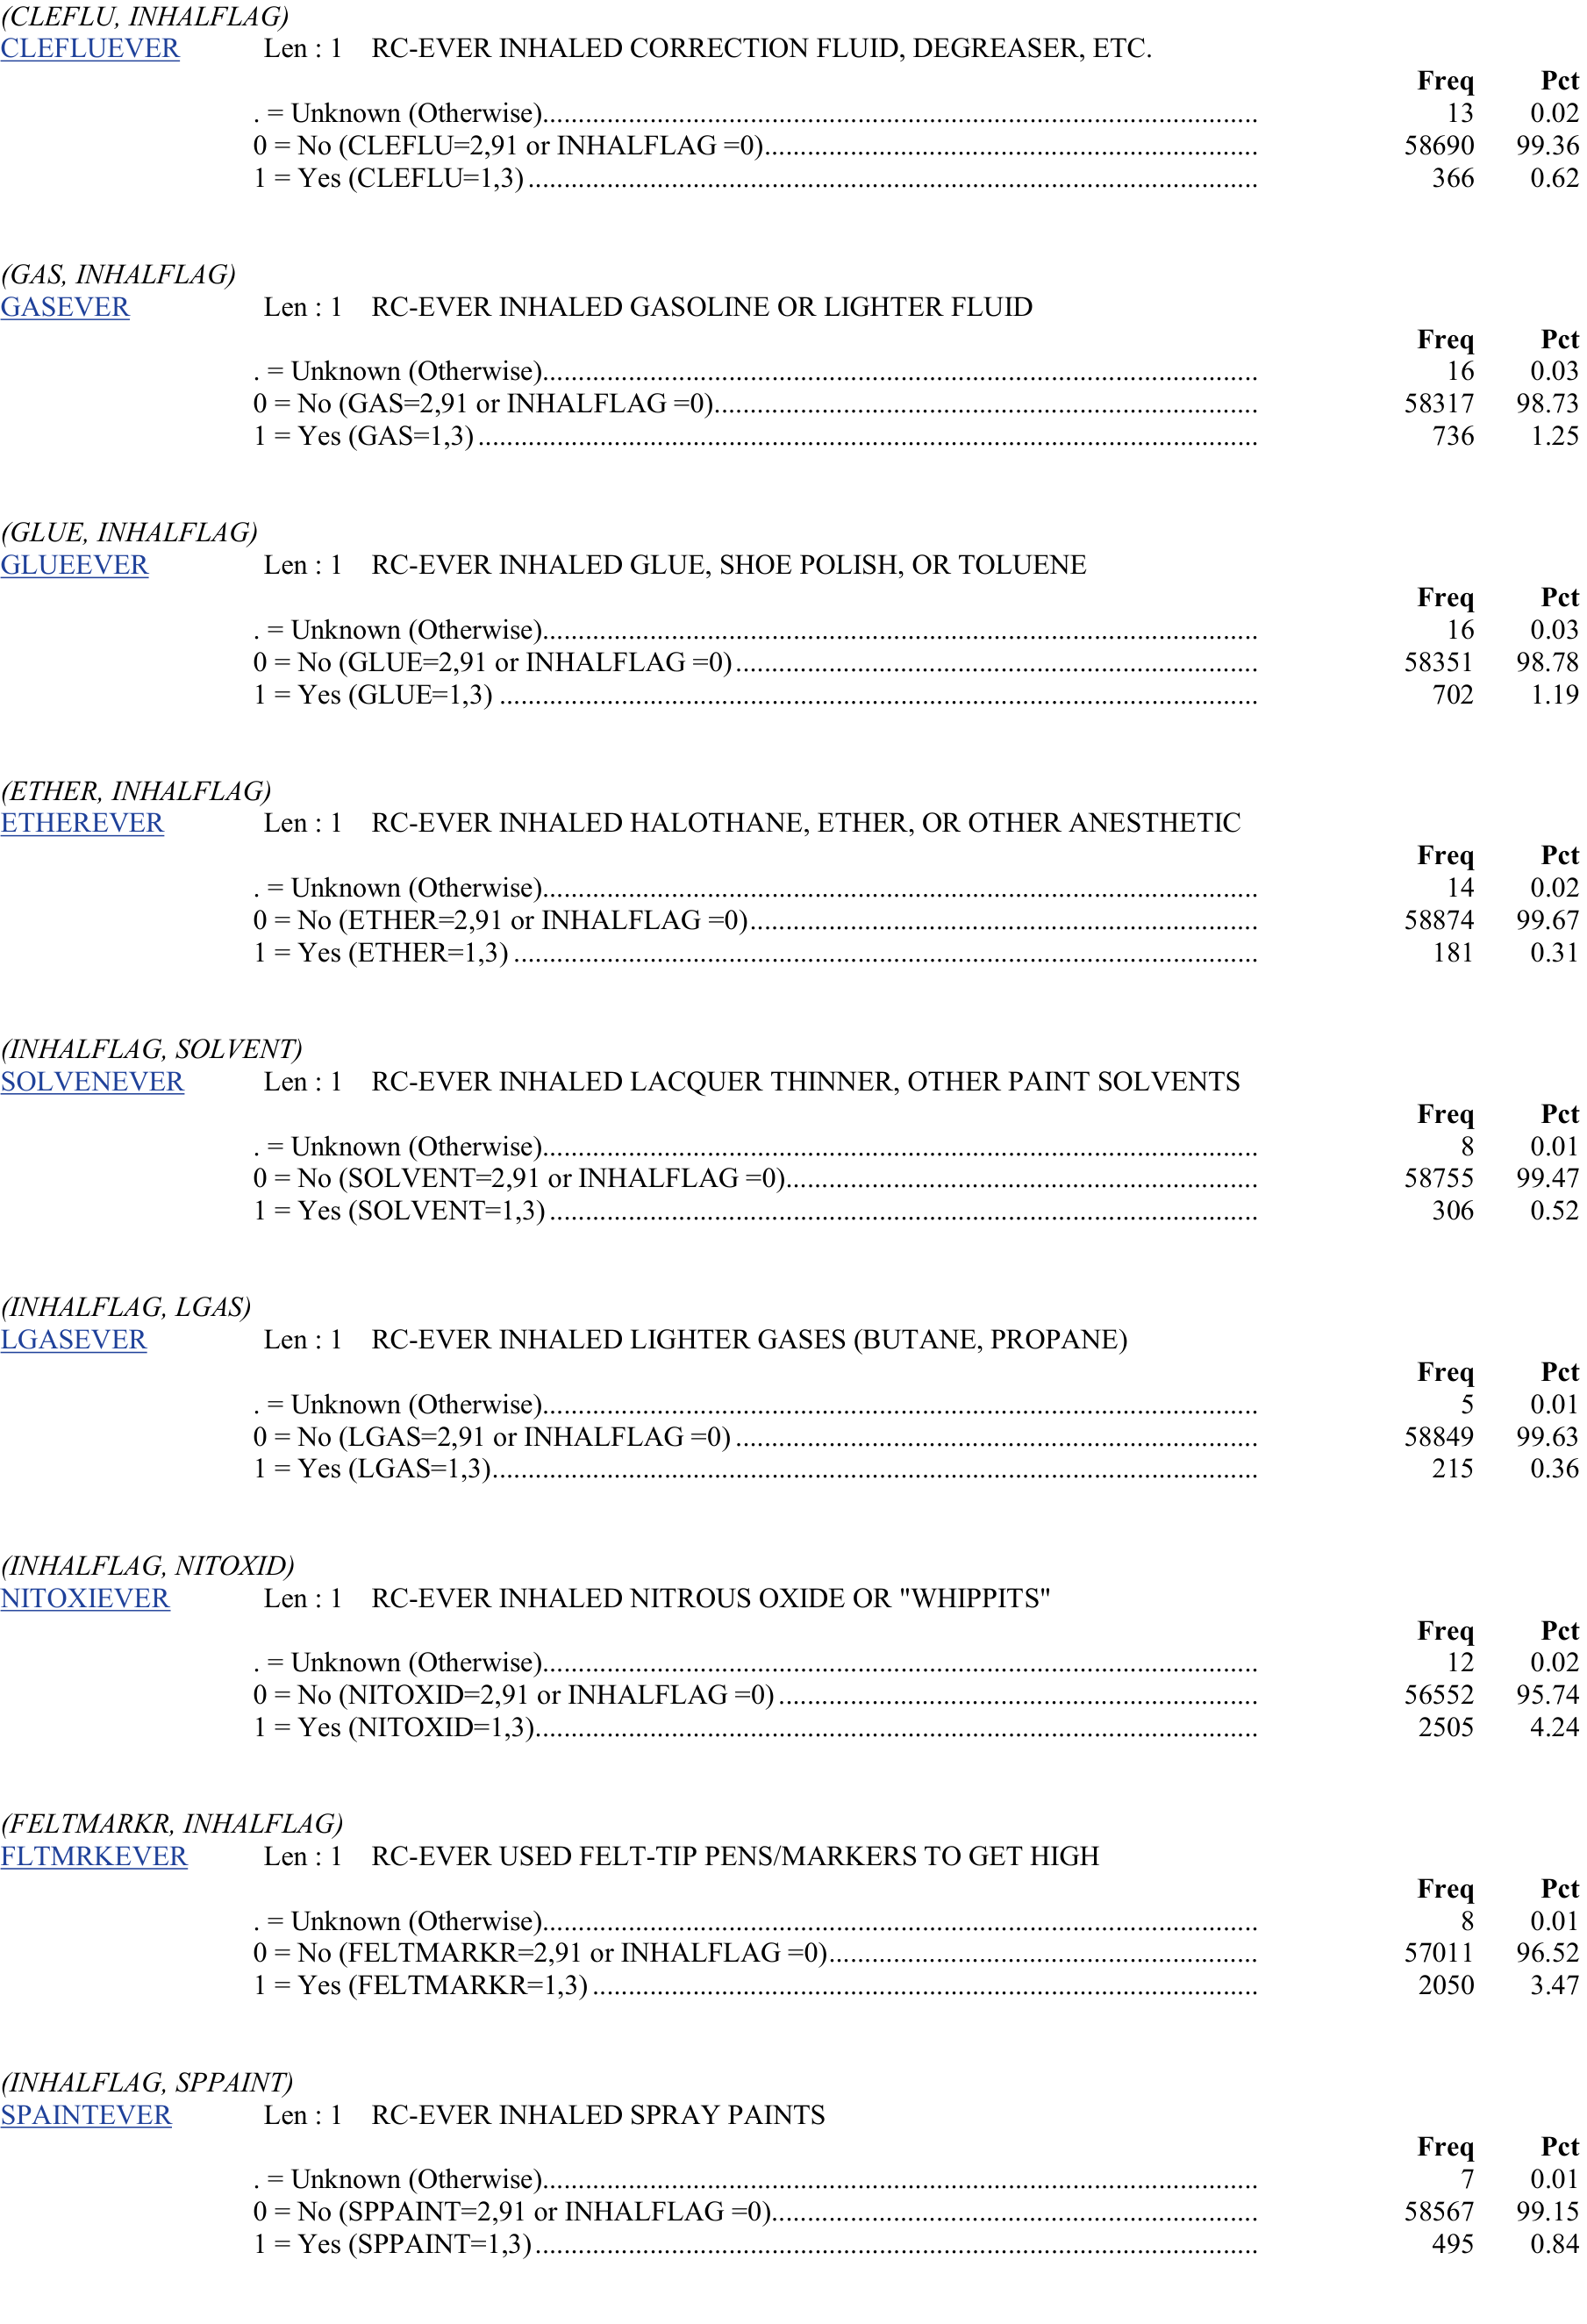 (CLEFLU, INHALFLAG)
CLEFLUEVER Len : 1 RC-EVER INHALED CORRECTION FLUID, DEGREASER, ETC.
Freq Pct
. = Unknown (Otherwise)........ 13 0.02
0 = No (CLEFLU=2,91 or INHALFLAG =0)........ 58690 99.36
1 = Yes (CLEFLU=1,3)........ 366 0.62
(GAS, INHALFLAG)
GASEVER Len : 1 RC-EVER INHALED GASOLINE OR LIGHTER FLUID
Freq Pct
. = Unknown (Otherwise)........ 16 0.03
0 = No (GAS=2,91 or INHALFLAG =0)........ 58317 98.73
1 = Yes (GAS=1,3)........ 736 1.25
(GLUE, INHALFLAG)
GLUEEVER Len : 1 RC-EVER INHALED GLUE, SHOE POLISH, OR TOLUENE
Freq Pct
. = Unknown (Otherwise)........ 16 0.03
0 = No (GLUE=2,91 or INHALFLAG =0)........ 58351 98.78
1 = Yes (GLUE=1,3)........ 702 1.19
(ETHER, INHALFLAG)
ETHEREVER Len : 1 RC-EVER INHALED HALOTHANE, ETHER, OR OTHER ANESTHETIC
Freq Pct
. = Unknown (Otherwise)........ 14 0.02
0 = No (ETHER=2,91 or INHALFLAG =0)........ 58874 99.67
1 = Yes (ETHER=1,3)........ 181 0.31
(INHALFLAG, SOLVENT)
SOLVENEVER Len : 1 RC-EVER INHALED LACQUER THINNER, OTHER PAINT SOLVENTS
Freq Pct
. = Unknown (Otherwise)........ 8 0.01
0 = No (SOLVENT=2,91 or INHALFLAG =0)........ 58755 99.47
1 = Yes (SOLVENT=1,3)........ 306 0.52
(INHALFLAG, LGAS)
LGASEVER Len : 1 RC-EVER INHALED LIGHTER GASES (BUTANE, PROPANE)
Freq Pct
. = Unknown (Otherwise)........ 5 0.01
0 = No (LGAS=2,91 or INHALFLAG =0)........ 58849 99.63
1 = Yes (LGAS=1,3)........ 215 0.36
(INHALFLAG, NITOXID)
NITOXIEVER Len : 1 RC-EVER INHALED NITROUS OXIDE OR "WHIPPITS"
Freq Pct
. = Unknown (Otherwise)........ 12 0.02
0 = No (NITOXID=2,91 or INHALFLAG =0)........ 56552 95.74
1 = Yes (NITOXID=1,3)........ 2505 4.24
(FELTMARKR, INHALFLAG)
FLTMRKEVER Len : 1 RC-EVER USED FELT-TIP PENS/MARKERS TO GET HIGH
Freq Pct
. = Unknown (Otherwise)........ 8 0.01
0 = No (FELTMARKR=2,91 or INHALFLAG =0)........ 57011 96.52
1 = Yes (FELTMARKR=1,3)........ 2050 3.47
(INHALFLAG, SPPAINT)
SPAINTEVER Len : 1 RC-EVER INHALED SPRAY PAINTS
Freq Pct
. = Unknown (Otherwise)........ 7 0.01
0 = No (SPPAINT=2,91 or INHALFLAG =0)........ 58567 99.15
1 = Yes (SPPAINT=1,3)........ 495 0.84